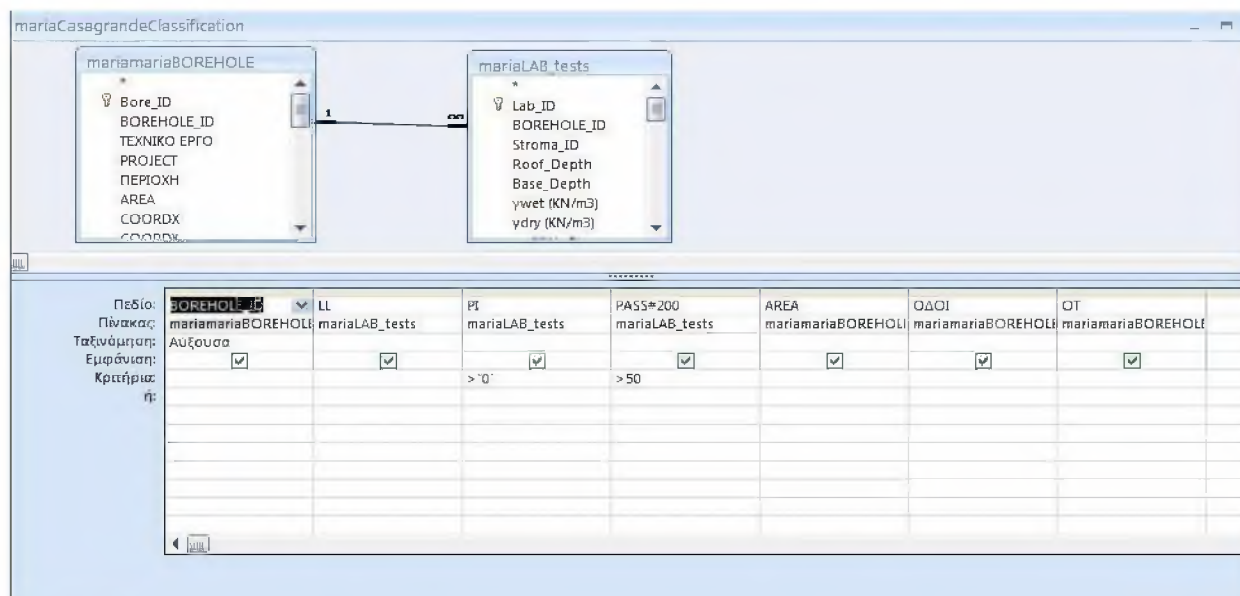 mariaCasagrandeClassification
mariamariaBOREHOLE
*
Bore_ID
BOREHOLE_ID
ΤΕΧΝΙΚΟ ΕΡΓΟ
PROJECT
ΠΕΡΙΟΧΗ
AREA
COORDX
1
∞
mariaLAB_tests
*
Lab_ID
BOREHOLE_ID
Stroma_ID
Roof_Depth
Base_Depth
γwet (KN/m3)
γdry (KN/m3)
Πεδίο: BOREHOLE_ID LL PI PASS#200 AREA ΟΔΟΙ ΟΤ
Πίνακας: mariamariaBOREHOLE mariaLAB_tests mariaLAB_tests mariaLAB_tests mariamariaBOREHOLI mariamariaBOREHOLE mariamariaBOREHOLE
Ταξινόμηση: Αύξουσα
Εμφάνιση:
Κριτήρια: >"0" >50
ή: